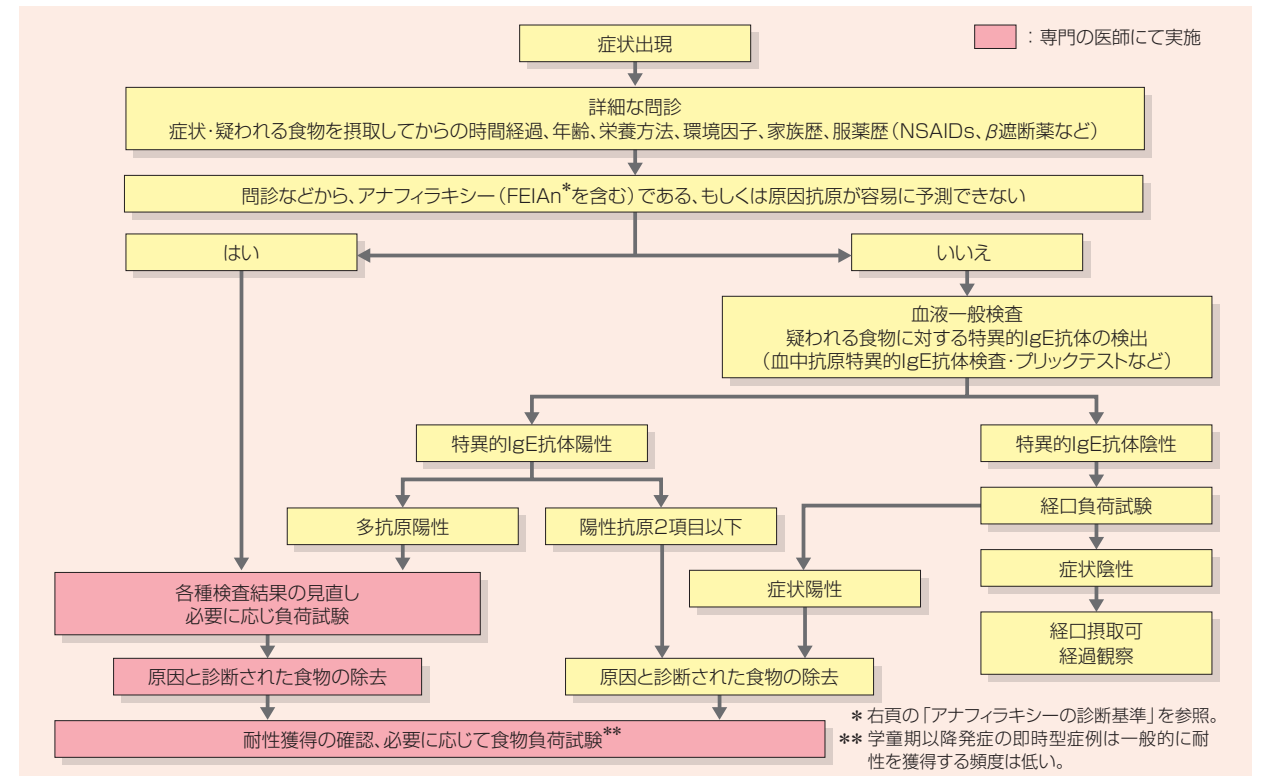 症状出現
：専門の医師にて実施
詳細な問診
症状・疑われる食物を摂取してからの時間経過、年齢、栄養方法、環境因子、家族歴、服薬歴（NSAIDs、β遮断薬など）
問診などから、アナフィラキシー（FEIAn*を含む）である、もしくは原因抗原が容易に予測できない
はい
いいえ
血液一般検査
疑われる食物に対する特異的IgE抗体の検出
（血中抗原特異的IgE抗体検査・プリックテストなど）
特異的IgE抗体陽性
特異的IgE抗体陰性
多抗原陽性
陽性抗原2項目以下
経口負荷試験
各種検査結果の見直し
必要に応じ負荷試験
症状陽性
症状陰性
経口摂取可
経過観察
原因と診断された食物の除去
原因と診断された食物の除去
耐性獲得の確認、必要に応じて食物負荷試験**
* 右頁の「アナフィラキシーの診断基準」を参照。
** 学童期以降発症の即時型症例は一般的に耐
性を獲得する頻度は低い。